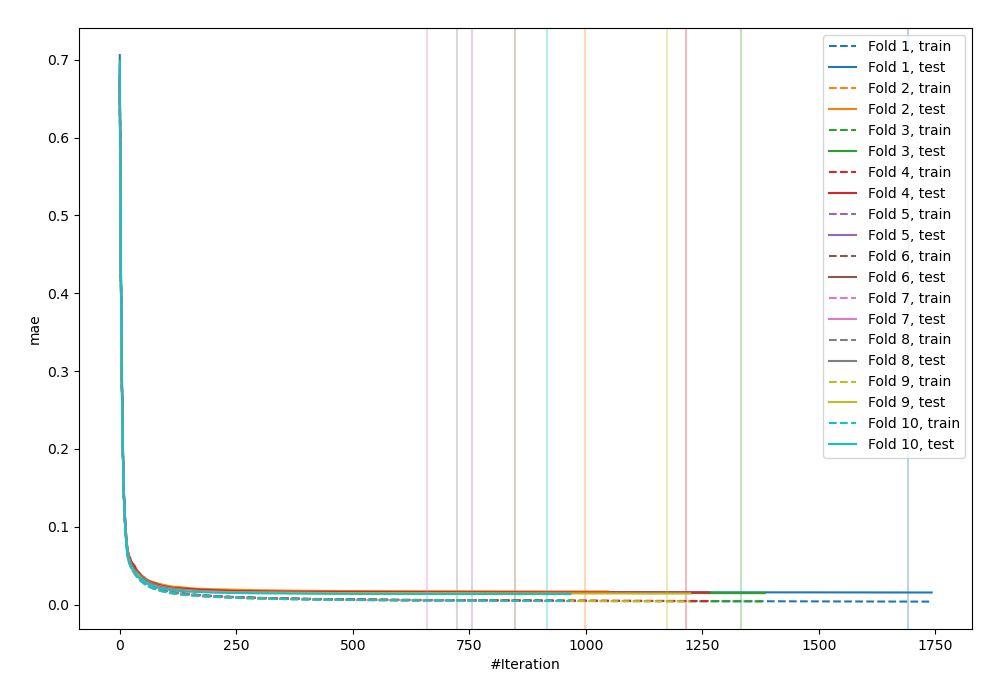 0.7
0.6
0.5
0.4
0.3
0.2
0.1
0.0
mae
0
250
500
750
1000
1250
1500
1750
#Iteration
Fold 1, train
Fold 1, test
Fold 2, train
Fold 2, test
Fold 3, train
Fold 3, test
Fold 4, train
Fold 4, test
Fold 5, train
Fold 5, test
Fold 6, train
Fold 6, test
Fold 7, train
Fold 7, test
Fold 8, train
Fold 8, test
Fold 9, train
Fold 9, test
Fold 10, train
Fold 10, test